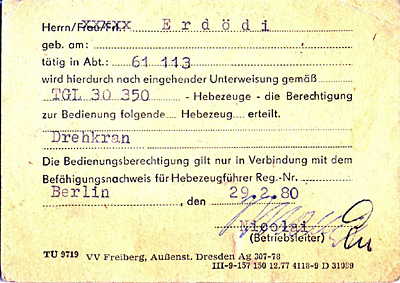 Herrn/Frau/Frl. Erdödi
geb. am:
tätig in Abt.: 61 113
wird hierdurch nach eingehender Unterweisung gemäß
TGL 30 350 - Hebezeuge - die Berechtigung
zur Bedienung folgende.... Hebezeug.... erteilt.
Drehkran
Die Bedienungsberechtigung gilt nur in Verbindung mit dem
Befähigungsnachweis für Hebezeugführer Reg.-Nr.
Berlin, den 29.2.80
Nicolai
(Betriebsleiter)
TU 9719 VV Freiberg, Außenst. Dresden Ag 307-78
III-9-157 150 12.77 4118-9 D 31089